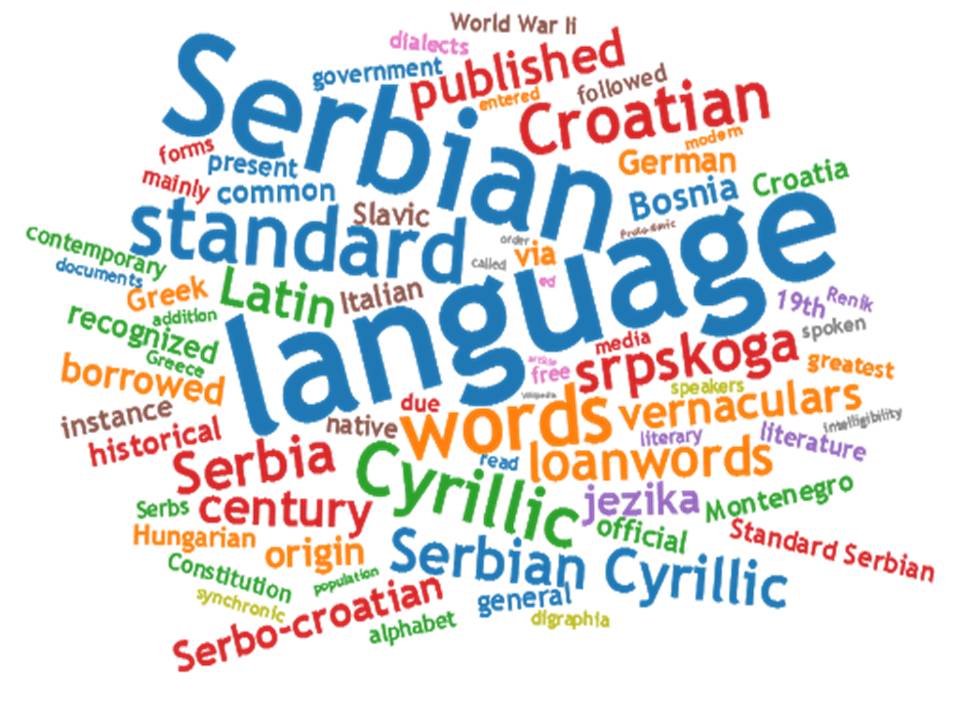 World War Ii
dialects
government
published
followed
entered
Serbian
Croatian
modern
forms
present
German
mainly
common
Bosnia
Croatia
Slavic
standard
Proto-slavic
order
via
called
contemporary
documents
language
ed
Greek
Latin
Italian
19th
Renik
addition
recognized
spoken
Greece
media
srpskoga
article
free
greatest
borrowed
speakers
Wikipedia
due
words
vernaculars
instance
native
intelligibility
historical
literary
literature
Serbia
read
loanwords
Cyrillic
jezika
Montenegro
Serbs
century
official
Standard Serbian
Hungarian
origin
Serbian Cyrillic
Constitution
population
synchronic
general
Serbo-croatian
alphabet
digraphia